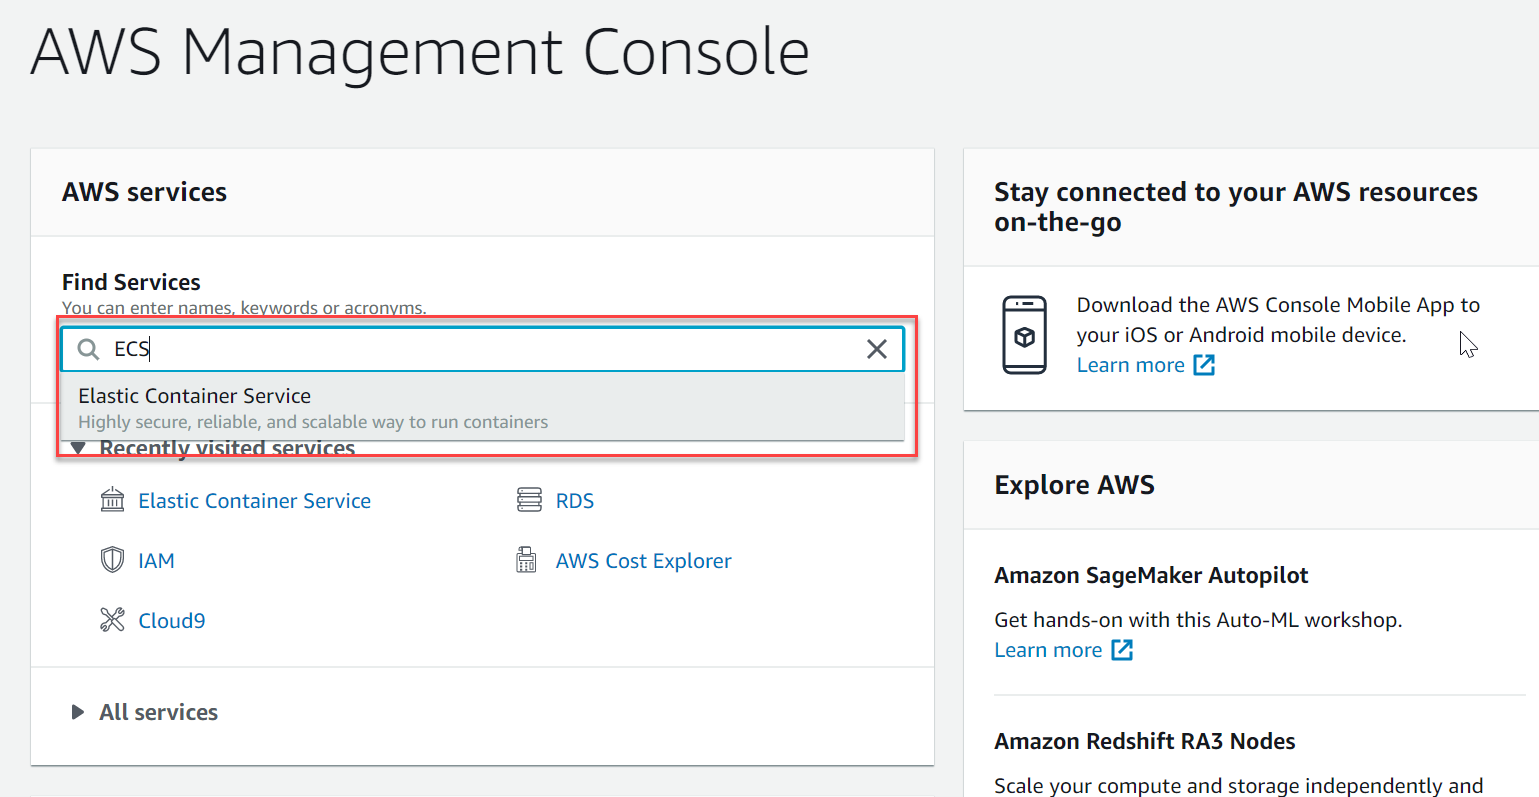 AWS Management Console
AWS services
Find Services
You can enter names, keywords or acronyms.
ECS
Elastic Container Service
Highly secure, reliable, and scalable way to run containers
Recently visited services
Elastic Container Service
RDS
IAM
AWS Cost Explorer
Cloud9
All services
Stay connected to your AWS resources
on-the-go
Download the AWS Console Mobile App to
your iOS or Android mobile device.
Learn more
Explore AWS
Amazon SageMaker Autopilot
Get hands-on with this Auto-ML workshop.
Learn more
Amazon Redshift RA3 Nodes
Scale your compute and storage independently and